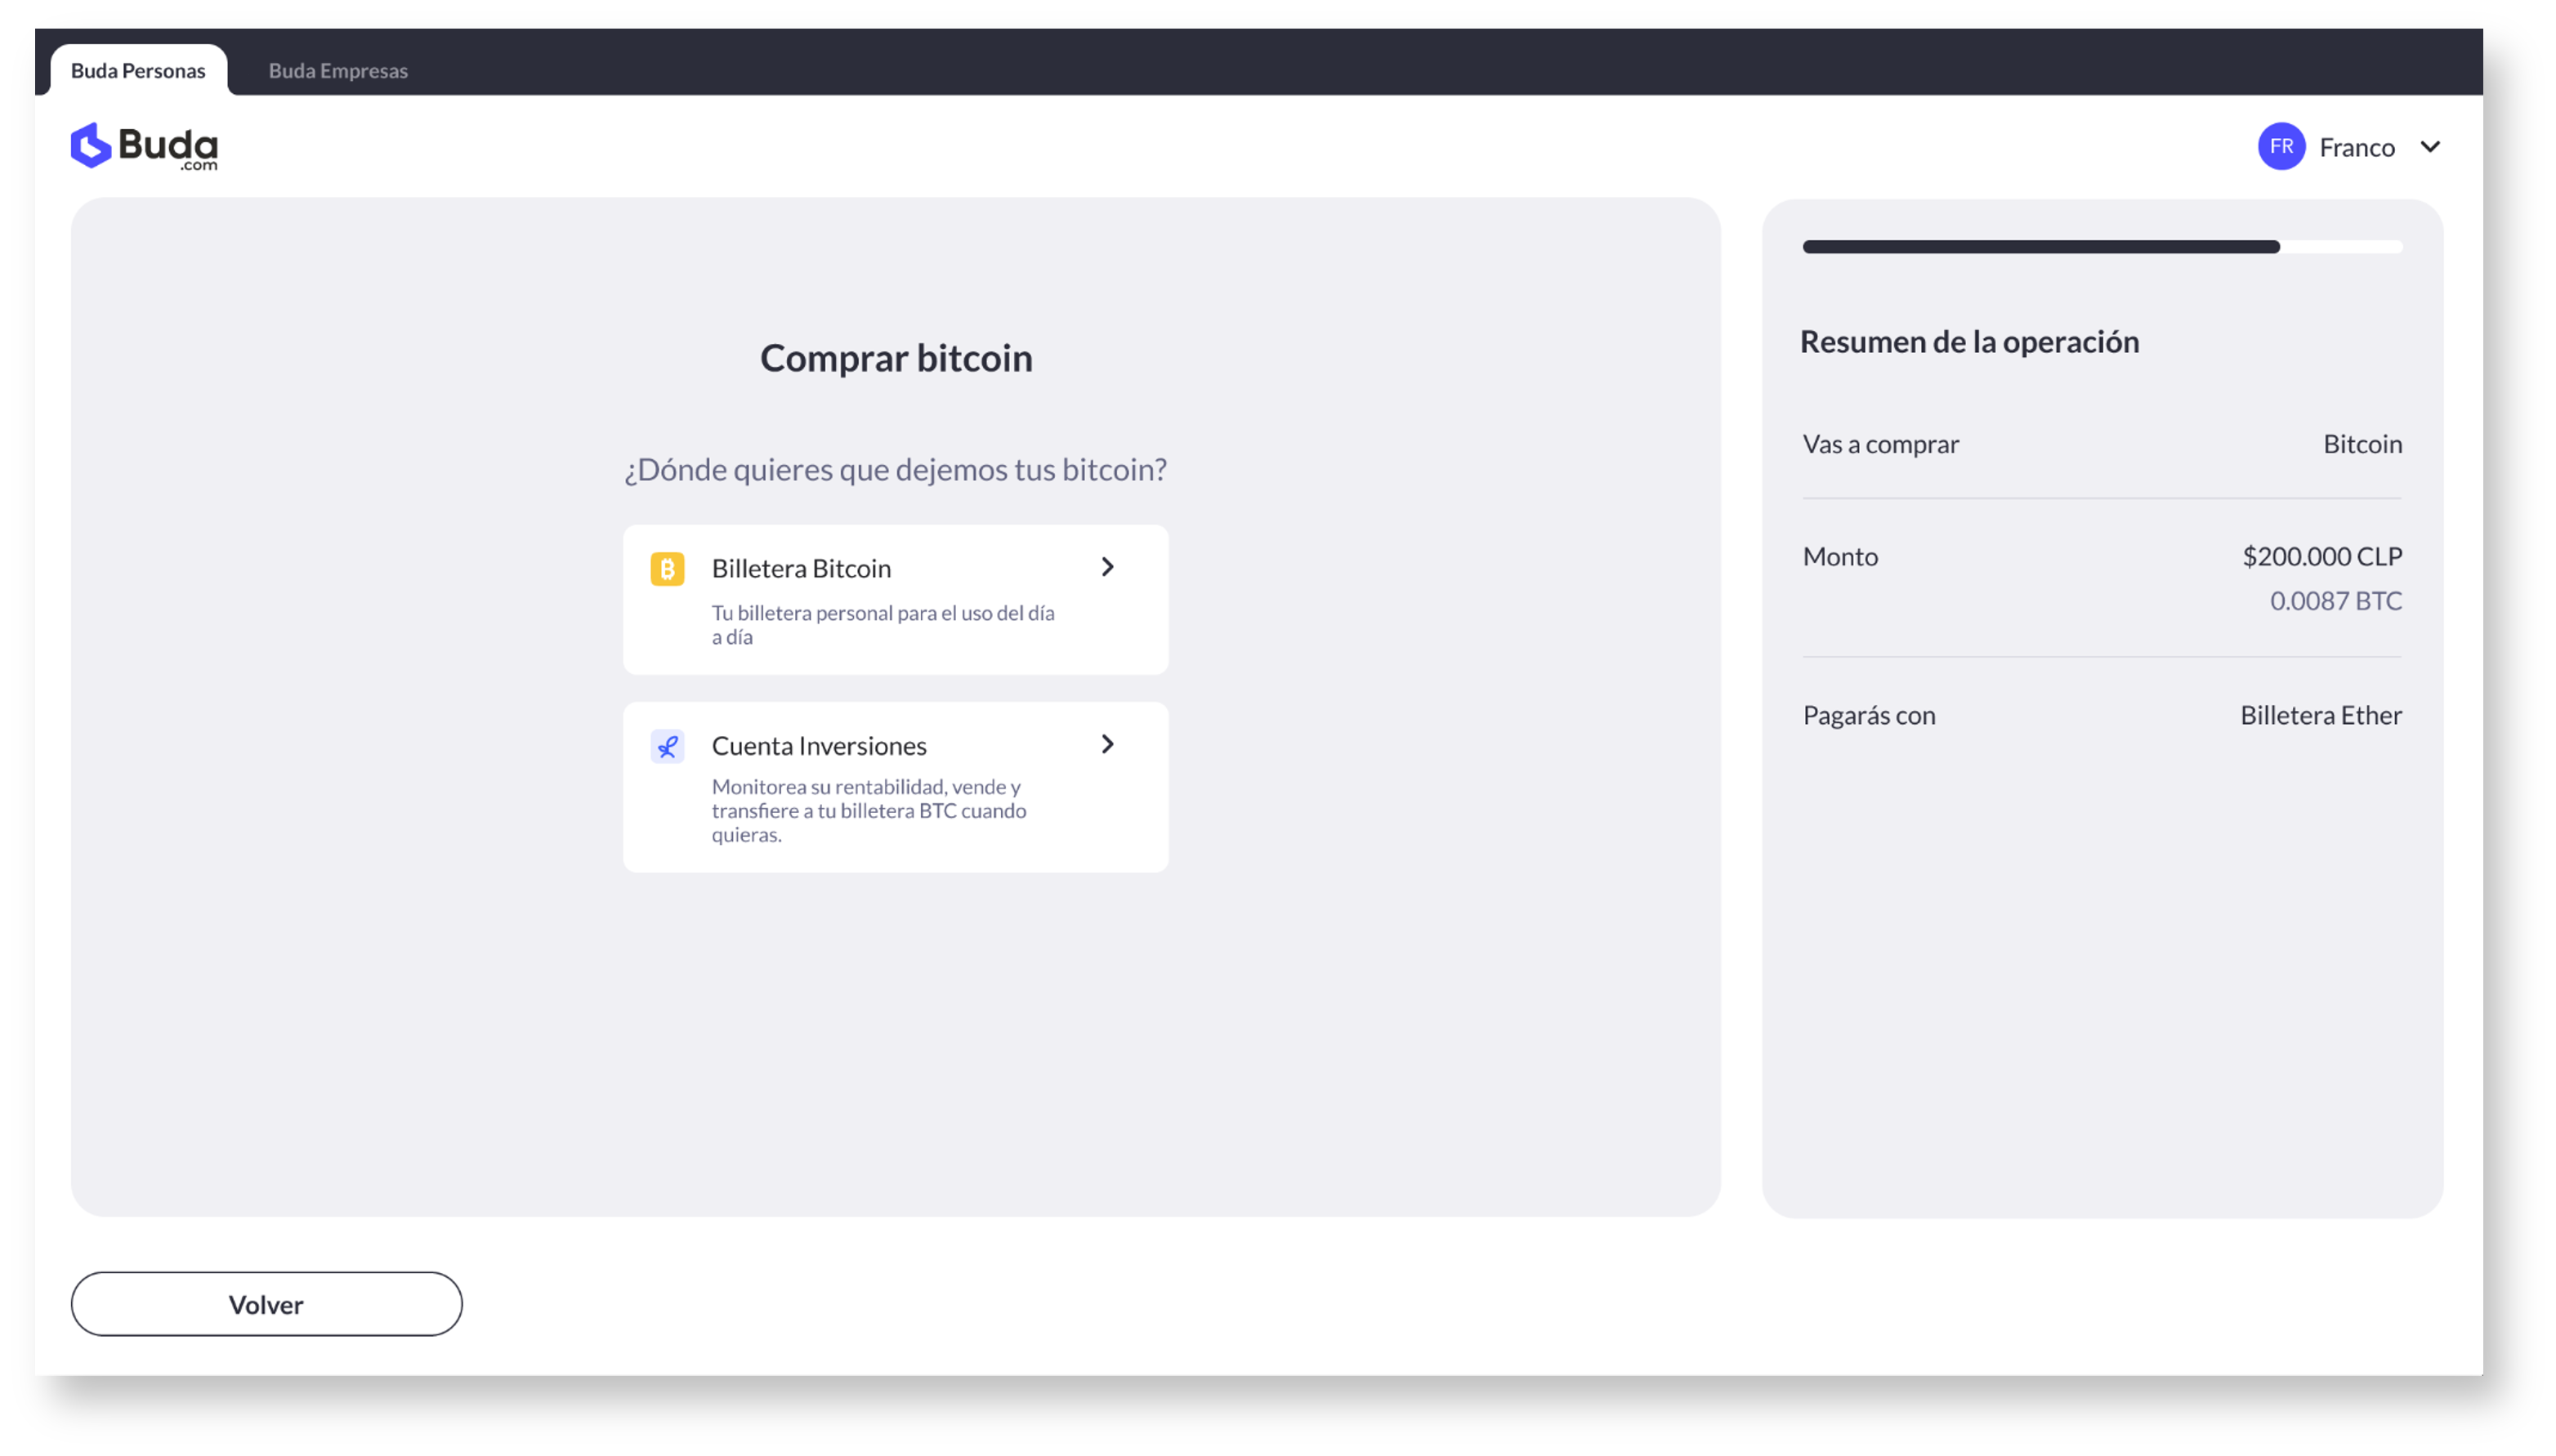 Buda Personas
Buda Empresas
Buda
.com
FR
Franco
Comprar bitcoin
¿Dónde quieres que dejemos tus bitcoin?
Billetera Bitcoin
Tu billetera personal para el uso del día
a día
Cuenta Inversiones
Monitorea su rentabilidad, vende y
transfiere a tu billetera BTC cuando
quieras.
Resumen de la operación
Vas a comprar
Bitcoin
Monto
$200.000 CLP
0.0087 BTC
Pagarás con
Billetera Ether
Volver